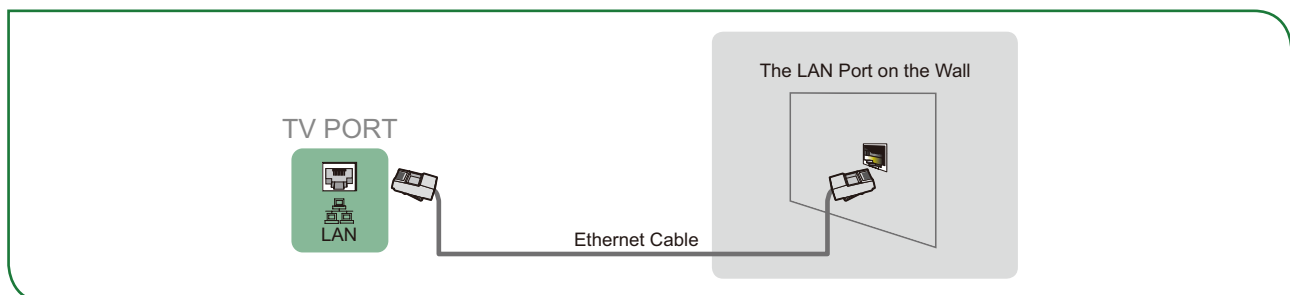 The LAN Port on the Wall
TV PORT
LAN
Ethernet Cable